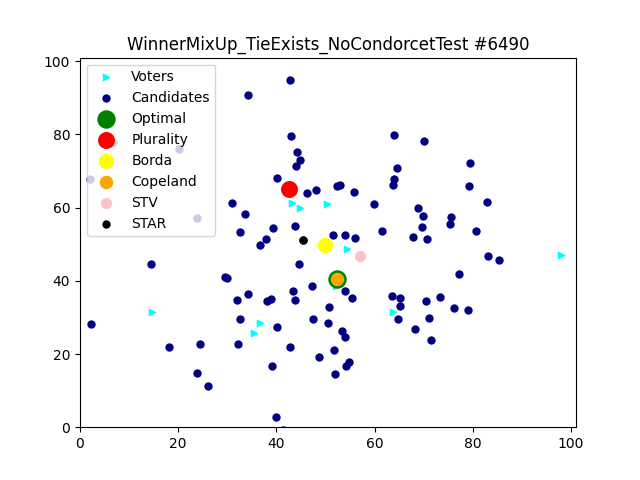 WinnerMixUp_TieExists_NoCondorcetTest #6490
100
80
60
40
20
0
0
20
40
60
80
100
Voters
Candidates
Optimal
Plurality
Borda
Copeland
STV
STAR